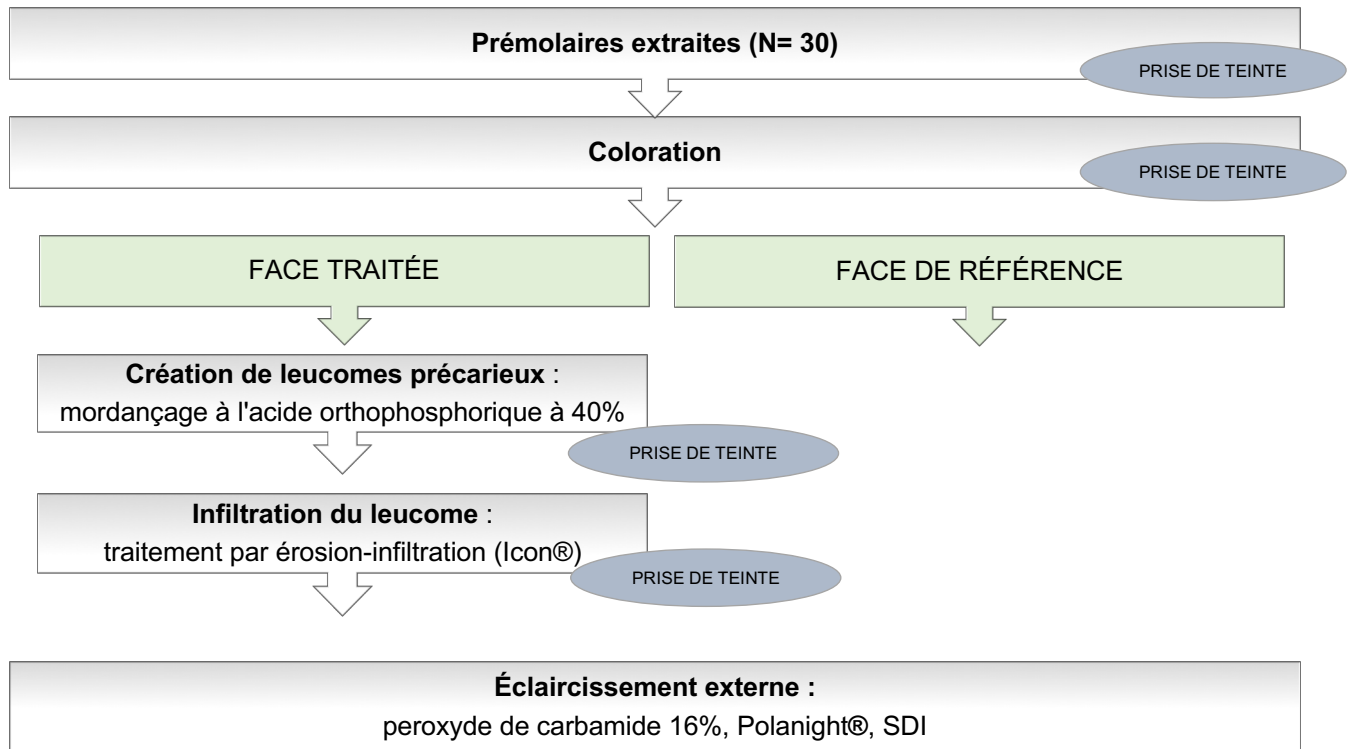 Prémolaires extraites (N= 30)
PRISE DE TEINTE
Coloration
PRISE DE TEINTE
FACE TRAITÉE
FACE DE RÉFÉRENCE
Création de leucomes précarieux :
mordançage à l'acide orthophosphorique à 40%
PRISE DE TEINTE
Infiltration du leucome :
traitement par érosion-infiltration (Icon®)
PRISE DE TEINTE
Éclaircissement externe :
peroxyde de carbamide 16%, Polanight®, SDI